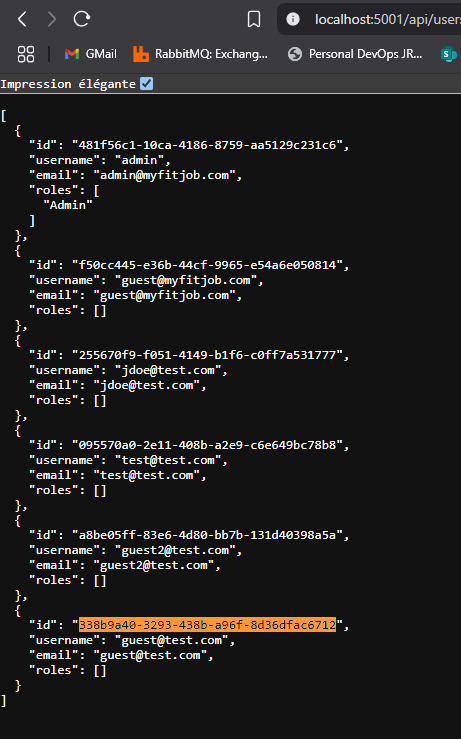 localhost:5001/api/user
GMail
RabbitMQ: Exchang...
Personal DevOps JR...
Impression élégante
[
  {
    "id": "481f56c1-10ca-4186-8759-aa5129c231c6",
    "username": "admin",
    "email": "admin@myfitjob.com",
    "roles": [
      "Admin"
    ]
  },
  {
    "id": "f50cc445-e36b-44cf-9965-e54a6e050814",
    "username": "guest@myfitjob.com",
    "email": "guest@myfitjob.com",
    "roles": []
  },
  {
    "id": "255670f9-f051-4149-b1f6-c0ff7a531777",
    "username": "jdoe@test.com",
    "email": "jdoe@test.com",
    "roles": []
  },
  {
    "id": "095570a0-2e11-408b-a2e9-c6e649bc78b8",
    "username": "test@test.com",
    "email": "test@test.com",
    "roles": []
  },
  {
    "id": "a8be05ff-83e6-4d80-bb7b-131d40398a5a",
    "username": "guest2@test.com",
    "email": "guest2@test.com",
    "roles": []
  },
  {
    "id": "338b9a40-3293-438b-a96f-8d36dfac6712",
    "username": "guest@test.com",
    "email": "guest@test.com",
    "roles": []
  }
]